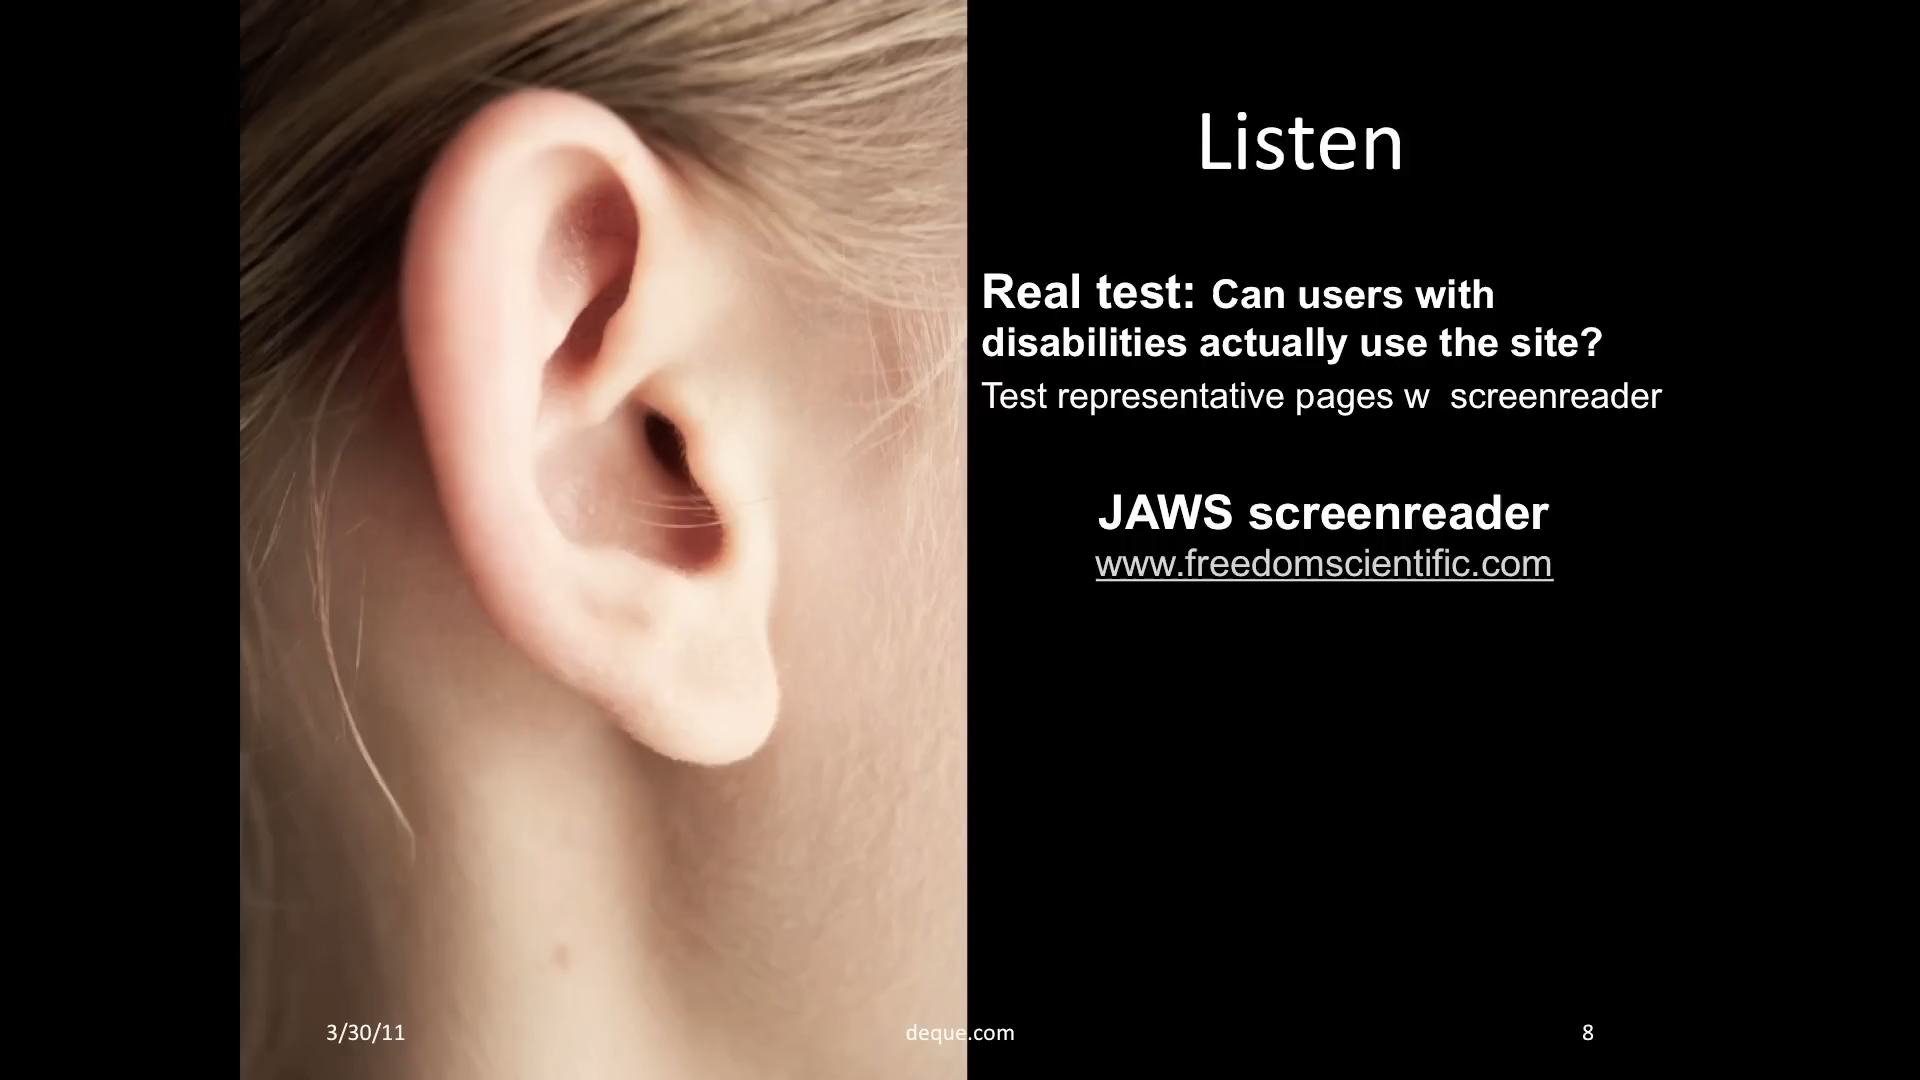 Listen
Real test: Can users with
disabilities actually use the site?
Test representative pages w  screenreader
JAWS screenreader
www.freedomscientific.com
3/30/11
deque.com
8